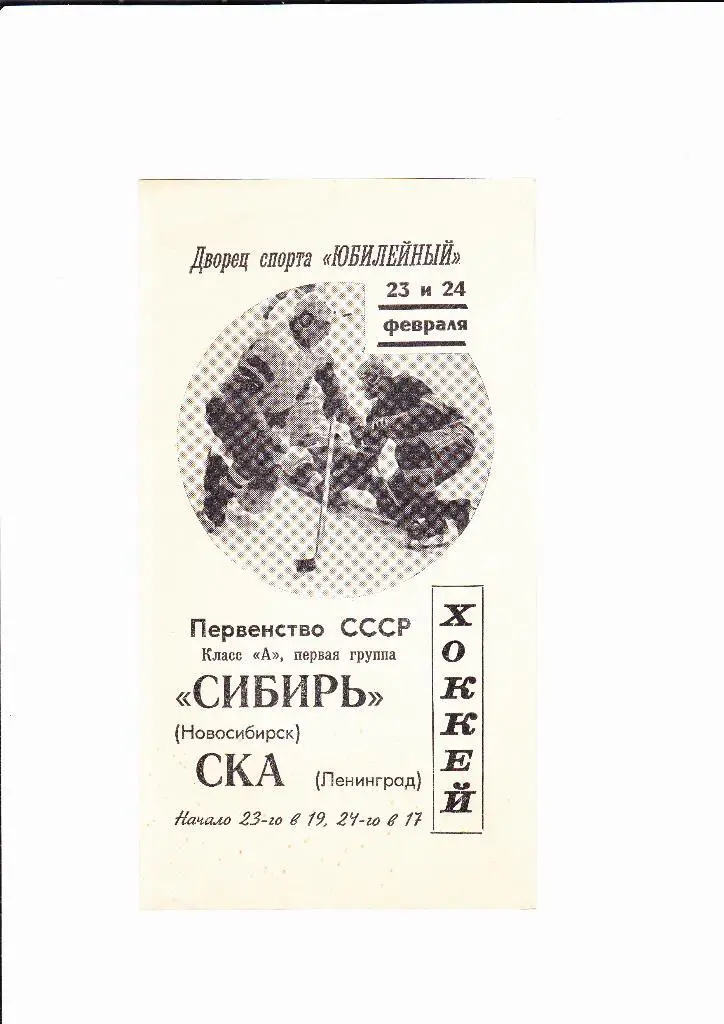 Дворец спорта «ЮБИЛЕЙНЫЙ»
23 и 24
февраля
Первенство СССР
Класс «А», первая группа
«СИБИРЬ»
(Новосибирск)
СКА (Ленинград)
Начало 23-го в 19, 24-го в 17
ХОККЕЙ